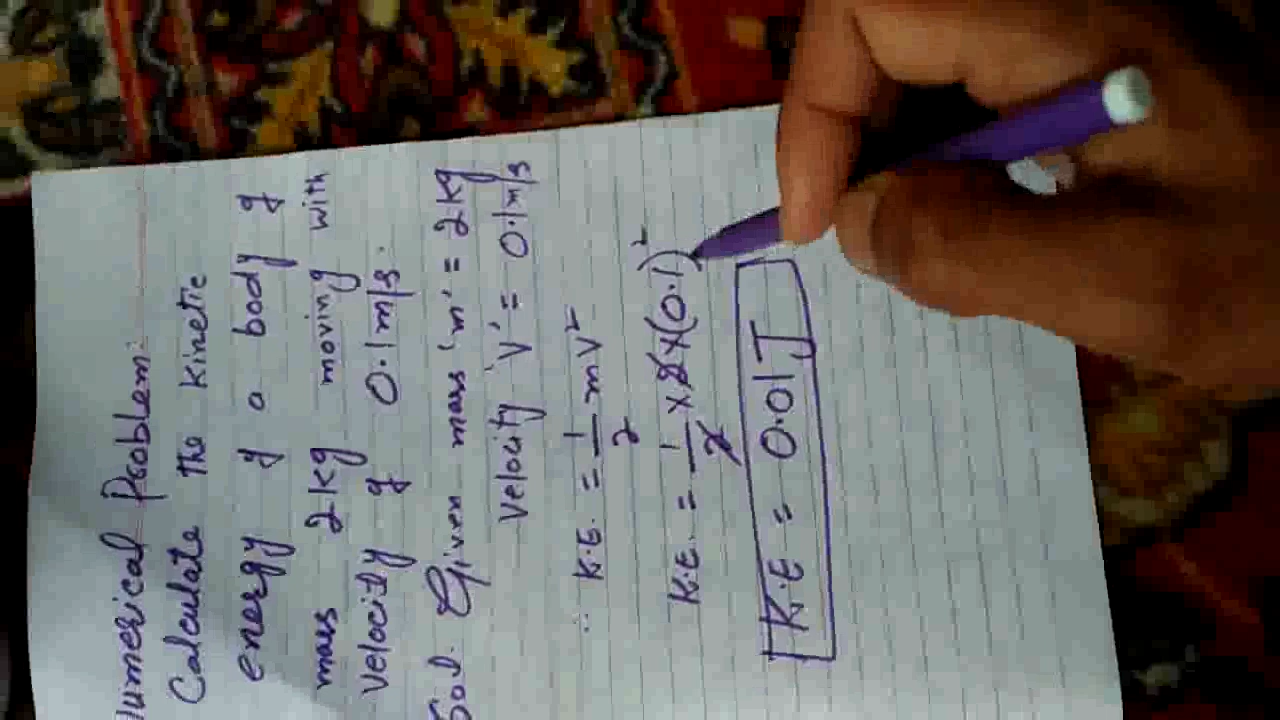 Numerical Problem:
Calculate the kinetic
energy of a body of
mass 2kg moving with
velocity of 0.1m/s.
Sol. Given mass 'm' = 2kg
Velocity 'V' = 0.1m/s
∴ K.E. = 1/2 mv²
K.E. = 1/2 × 2 × (0.1)²
K.E = 0.01J